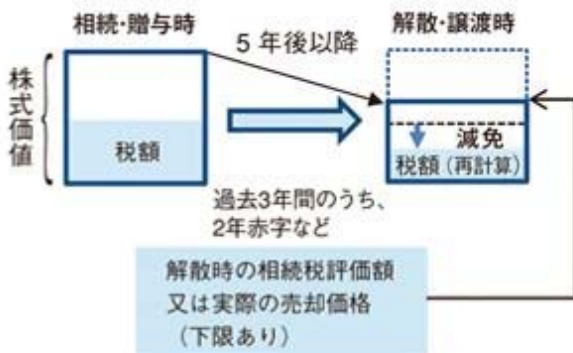 相続・贈与時
5年後以降
解散・譲渡時
株式価値
税額
減免
税額(再計算)
過去3年間のうち、
2年赤字など
解散時の相続税評価額
又は実際の売却価格
(下限あり)